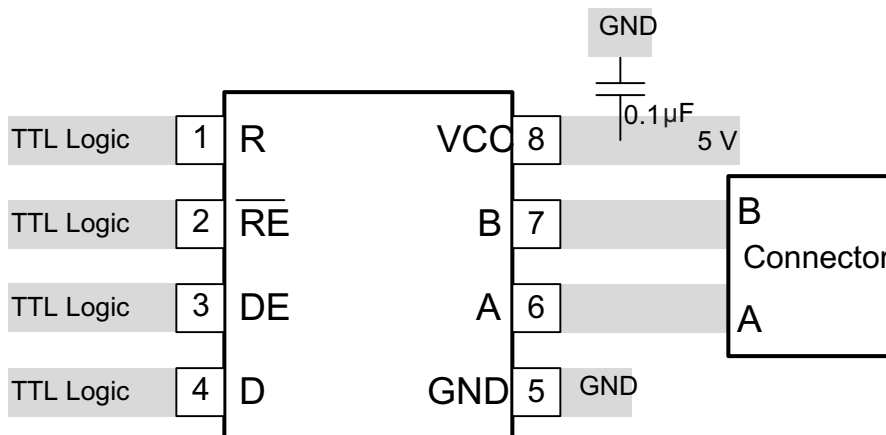 GND
0.1µF
TTL Logic 1 R VCC 8 5 V
TTL Logic 2 RE B 7 B
Connector
TTL Logic 3 DE A 6 A
TTL Logic 4 D GND 5 GND